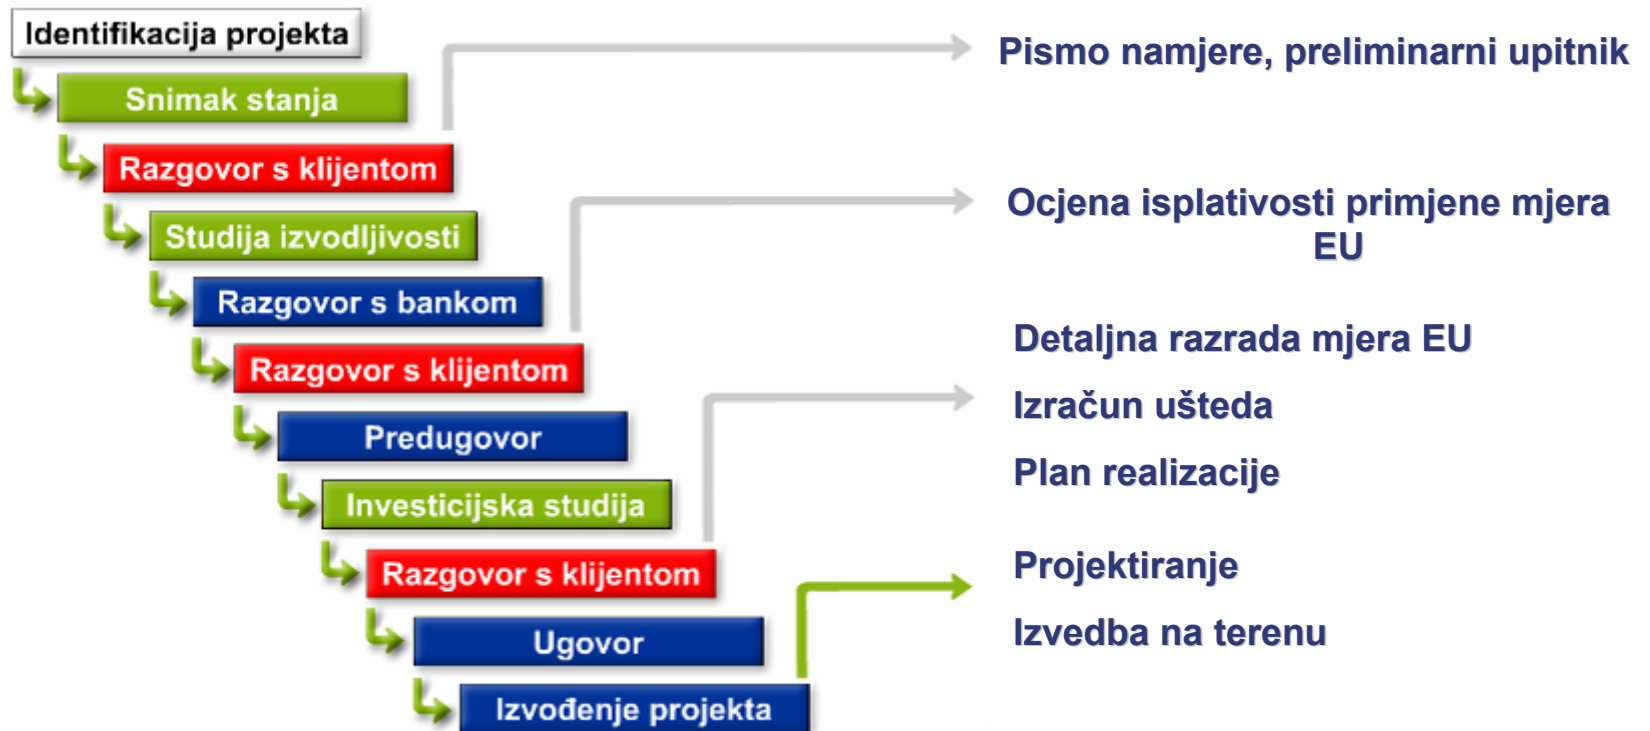 Identifikacija projekta
Snimak stanja
Razgovor s klijentom
Studija izvodljivosti
Razgovor s bankom
Razgovor s klijentom
Predugovor
Investicijska studija
Razgovor s klijentom
Ugovor
Izvođenje projekta
Pismo namjere, preliminarni upitnik
Ocjena isplativosti primjene mjera
EU
Detaljna razrada mjera EU
Izračun ušteda
Plan realizacije
Projektiranje
Izvedba na terenu